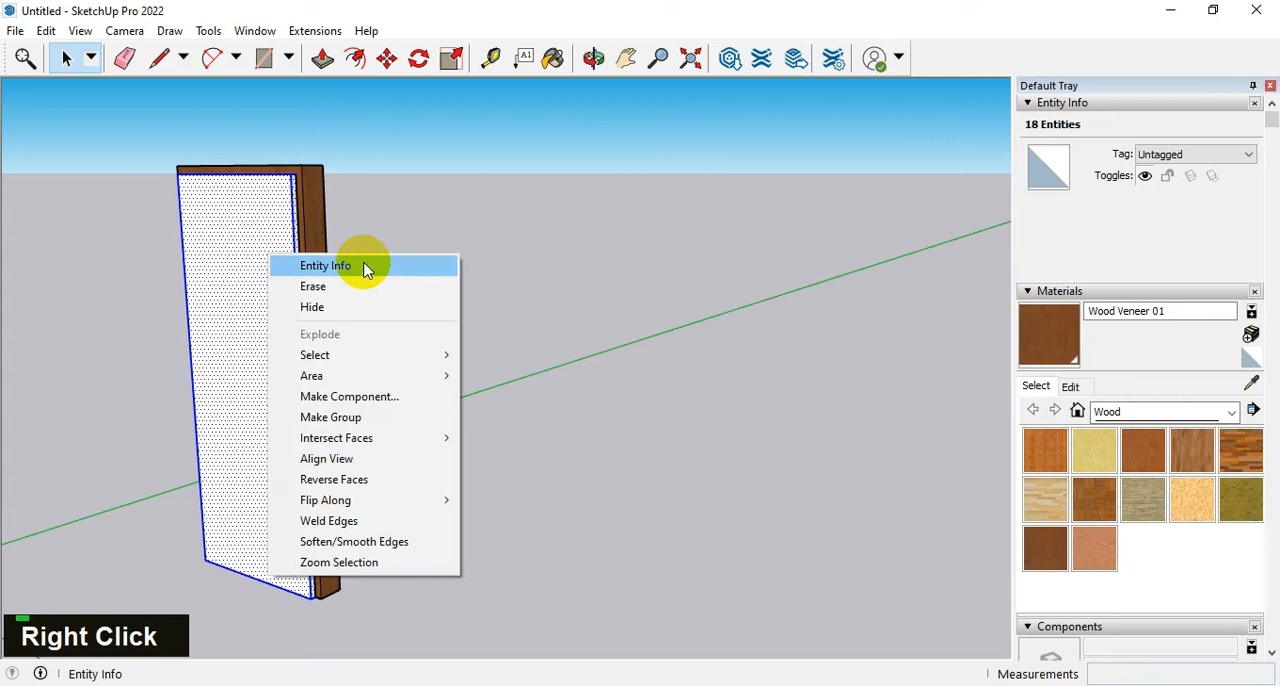 Untitled - SketchUp Pro 2022
File Edit View Camera Draw Tools Window Extensions Help
A1
Default Tray
Entity Info
18 Entities
Tag: Untagged
Toggles:
Materials
Wood Veneer 01
Select Edit
Wood
Components
Entity Info
Erase
Hide
Explode
Select
Area
Make Component...
Make Group
Intersect Faces
Align View
Reverse Faces
Flip Along
Weld Edges
Soften/Smooth Edges
Zoom Selection
Right Click
Entity Info
Measurements